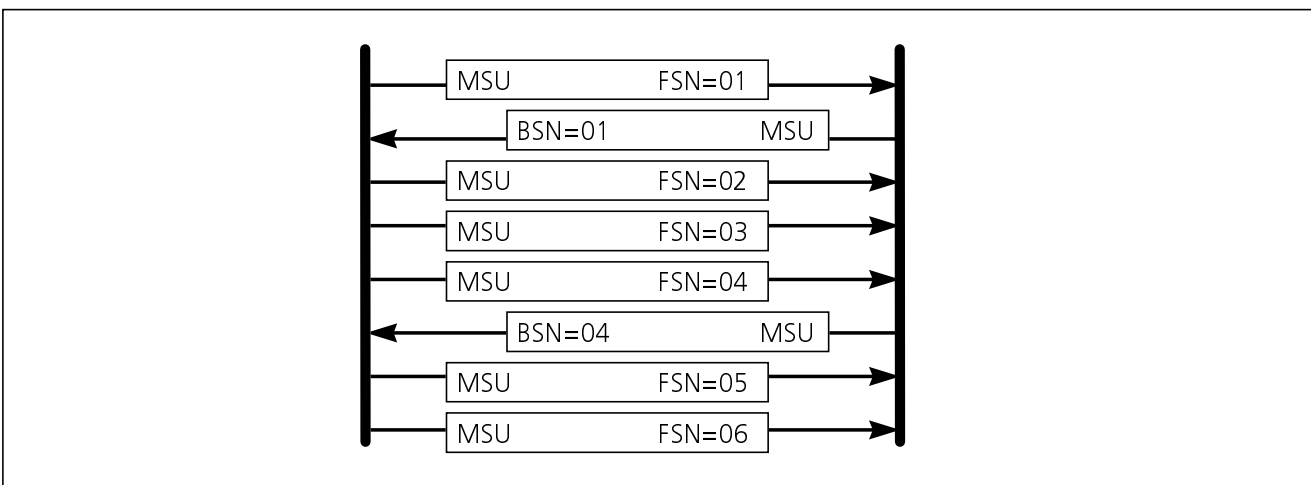 MSU FSN=01
BSN=01 MSU
MSU FSN=02
MSU FSN=03
MSU FSN=04
BSN=04 MSU
MSU FSN=05
MSU FSN=06